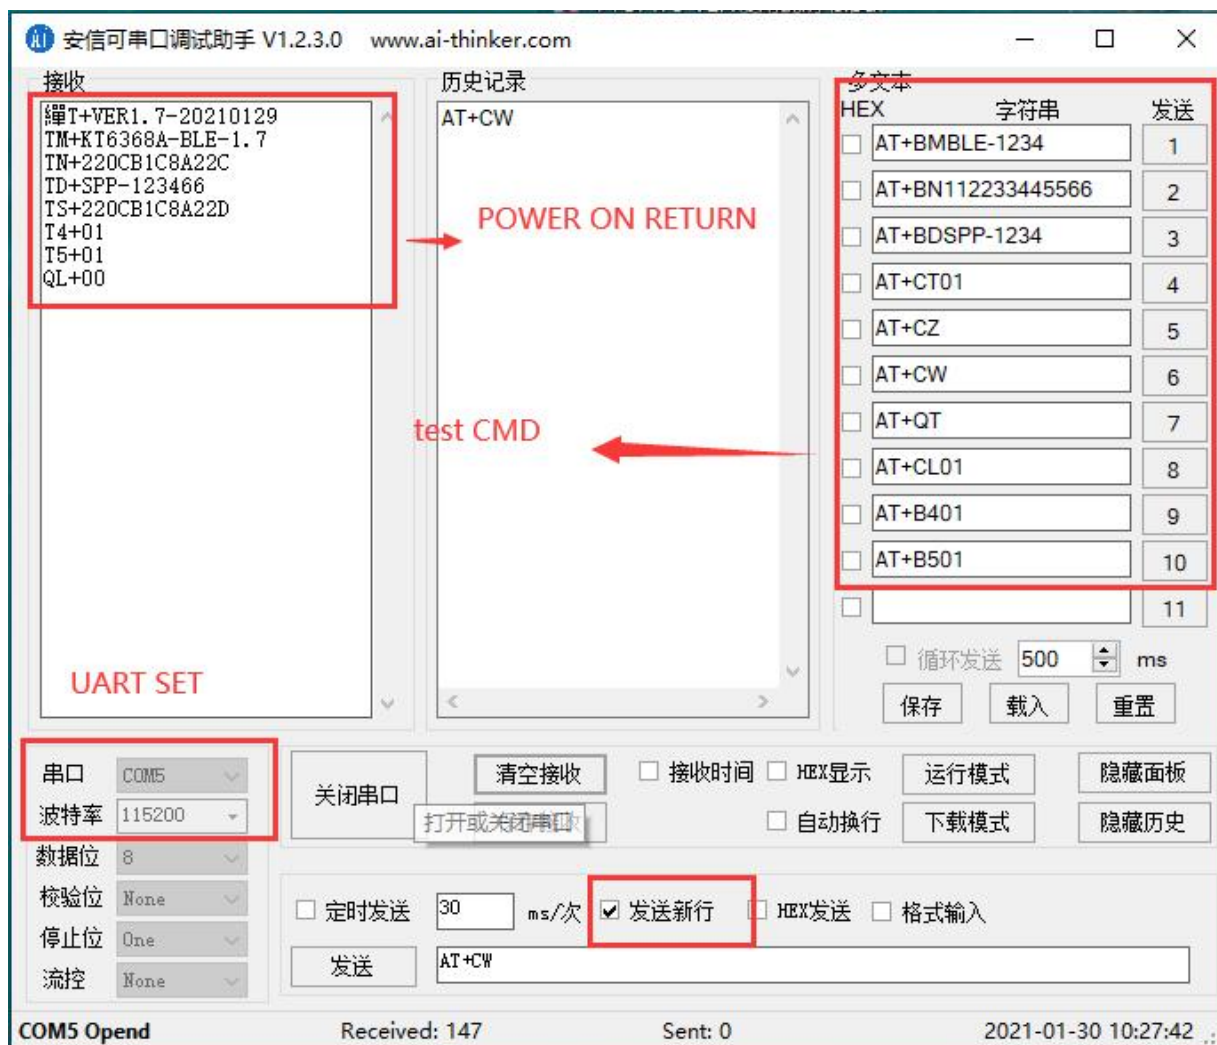 安信可串口调试助手 V1.2.3.0 www.ai-thinker.com
接收
繟T+VER1.7-20210129
TM+KT6368A-BLE-1.7
TN+220CB1C8A22C
TD+SPP-123466
TS+220CB1C8A22D
T4+01
T5+01
QL+00
UART SET
历史记录
AT+CW
POWER ON RETURN
test CMD
多文本
HEX 字符串 发送
AT+BMBLE-1234 1
AT+BN112233445566 2
AT+BDSPP-1234 3
AT+CT01 4
AT+CZ 5
AT+CW 6
AT+QT 7
AT+CL01 8
AT+B401 9
AT+B501 10
11
循环发送 500 ms
保存 载入 重置
串口 COM5
波特率 115200
数据位 8
校验位 None
停止位 One
流控 None
关闭串口
清空接收
接收时间
HEX显示
运行模式
隐藏面板
打开或关闭串口
自动换行
下载模式
隐藏历史
定时发送 30 ms/次 发送新行 HEX发送 格式输入
发送 AT+CW
COM5 Opend Received: 147 Sent: 0 2021-01-30 10:27:42